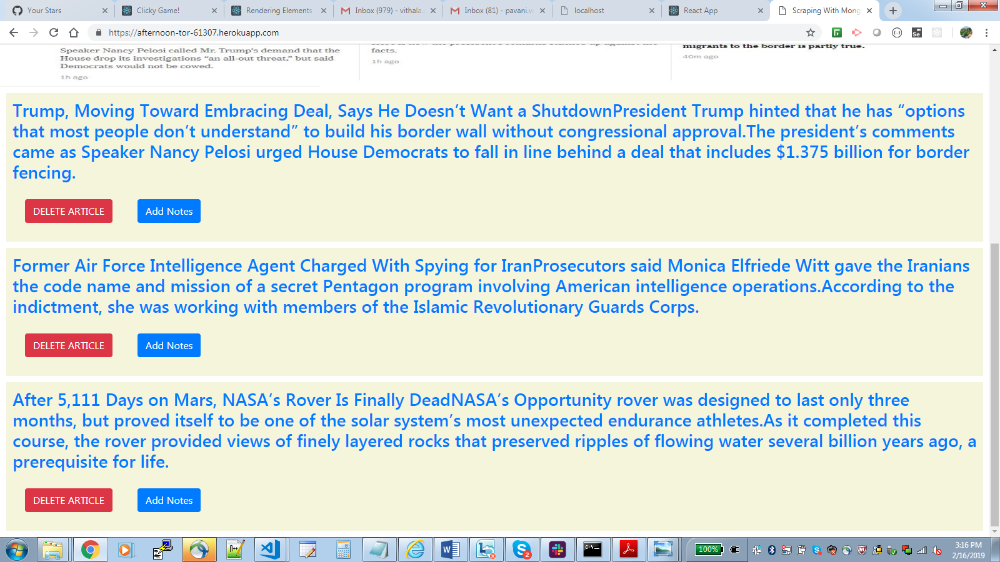 Your Stars
Clicky Game!
Rendering Elements
Inbox (979) - vithala.
Inbox (81) - pavani.v
localhost
React App
Scraping With Mong
https://afternoon-tor-61307.herokuapp.com
Speaker Nancy Pelosi called Mr. Trump's demand that the
House drop its investigations “an all-out threat,” but said
Democrats would not be cowed.
1h ago
facts.
1h ago
migrants to the border is partly true.
40m ago
Trump, Moving Toward Embracing Deal, Says He Doesn’t Want a ShutdownPresident Trump hinted that he has “options
that most people don’t understand” to build his border wall without congressional approval.The president’s comments
came as Speaker Nancy Pelosi urged House Democrats to fall in line behind a deal that includes $1.375 billion for border
fencing.
DELETE ARTICLE
Add Notes
Former Air Force Intelligence Agent Charged With Spying for IranProsecutors said Monica Elfriede Witt gave the Iranians
the code name and mission of a secret Pentagon program involving American intelligence operations.According to the
indictment, she was working with members of the Islamic Revolutionary Guards Corps.
DELETE ARTICLE
Add Notes
After 5,111 Days on Mars, NASA’s Rover Is Finally DeadNASA’s Opportunity rover was designed to last only three
months, but proved itself to be one of the solar system’s most unexpected endurance athletes.As it completed this
course, the rover provided views of finely layered rocks that preserved ripples of flowing water several billion years ago, a
prerequisite for life.
DELETE ARTICLE
Add Notes
100%
3:16 PM
2/16/2019